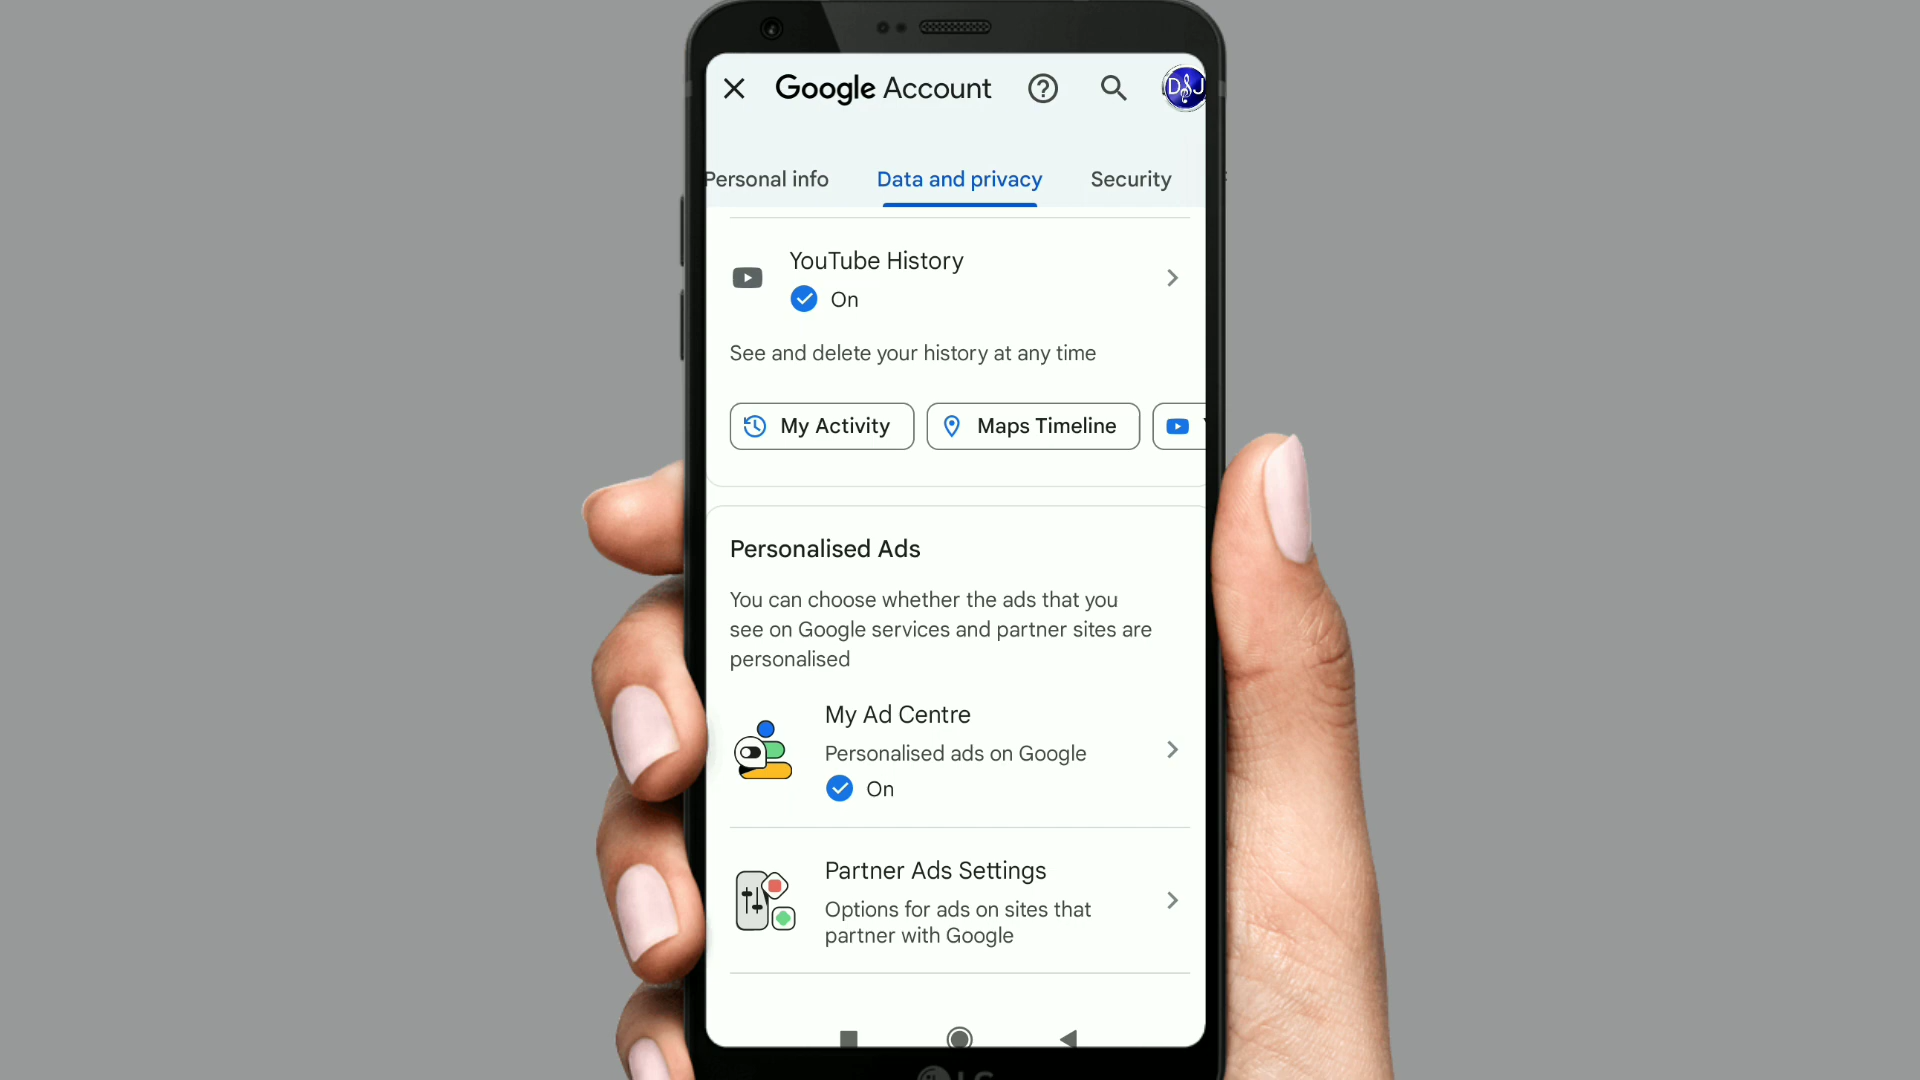 Google Account
D J
Personal info
Data and privacy
Security
YouTube History
On
See and delete your history at any time
My Activity
Maps Timeline
Personalised Ads
You can choose whether the ads that you
see on Google services and partner sites are
personalised
My Ad Centre
Personalised ads on Google
On
Partner Ads Settings
Options for ads on sites that
partner with Google
LG